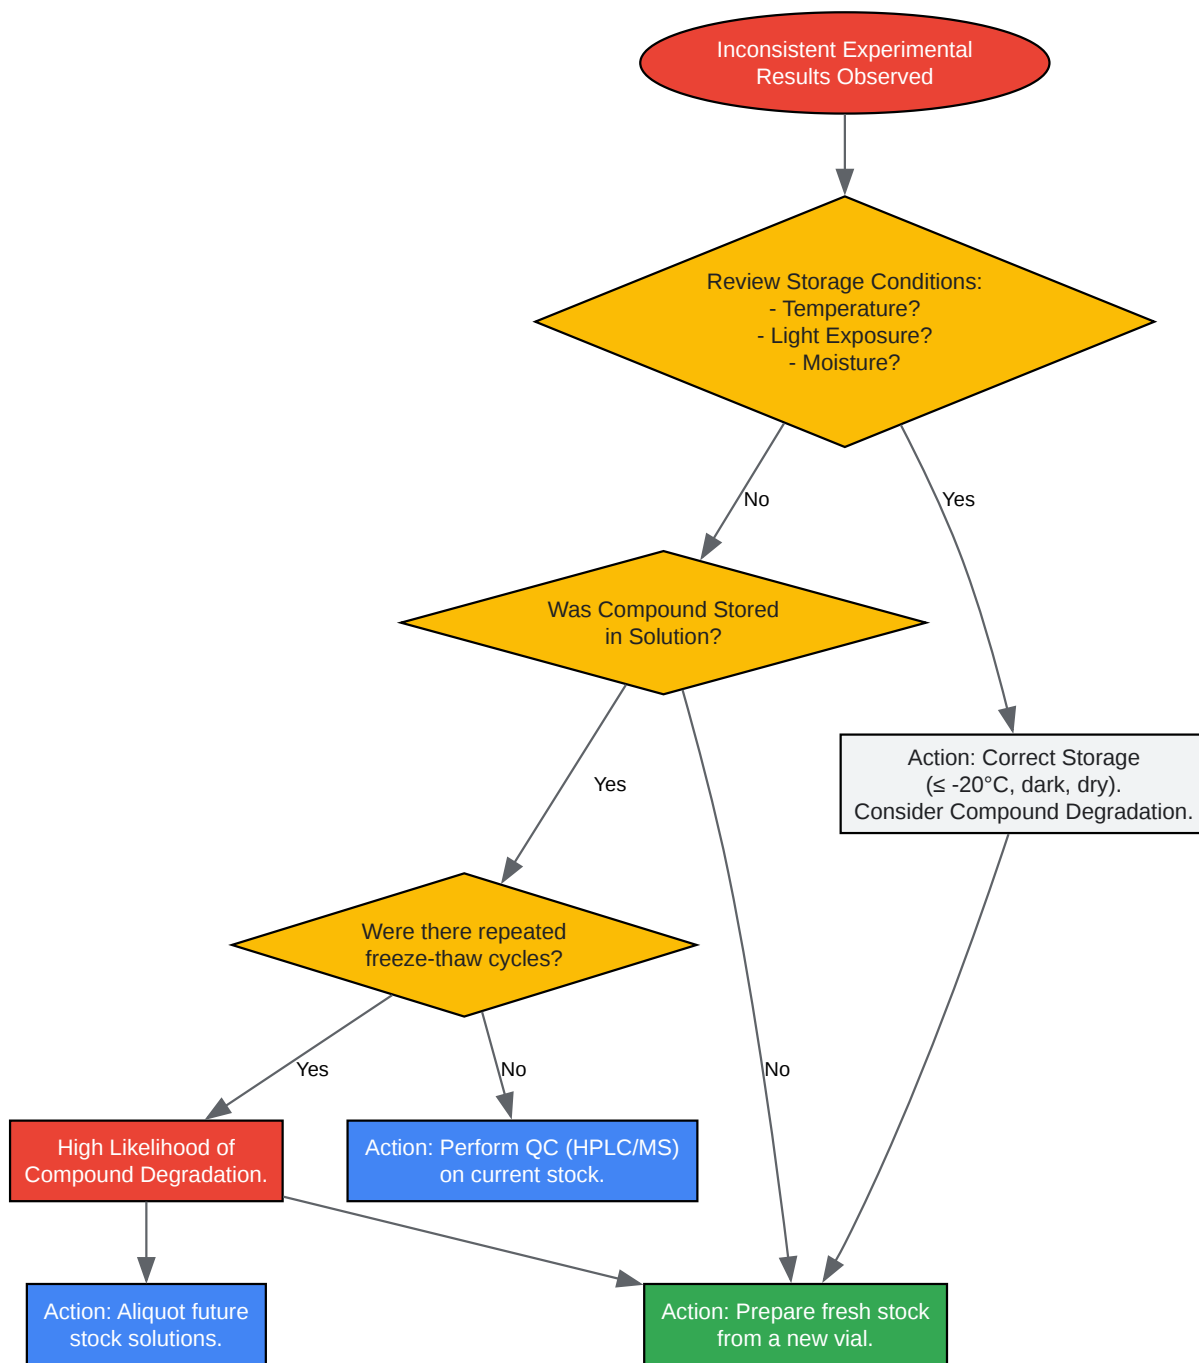 Inconsistent Experimental
Results Observed
Review Storage Conditions:
- Temperature?
- Light Exposure?
- Moisture?
No
Yes
Was Compound Stored
in Solution?
Action: Correct Storage
(≤ -20°C, dark, dry).
Consider Compound Degradation.
Yes
Were there repeated
freeze-thaw cycles?
Yes
No
No
High Likelihood of
Compound Degradation.
Action: Perform QC (HPLC/MS)
on current stock.
Action: Aliquot future
stock solutions.
Action: Prepare fresh stock
from a new vial.